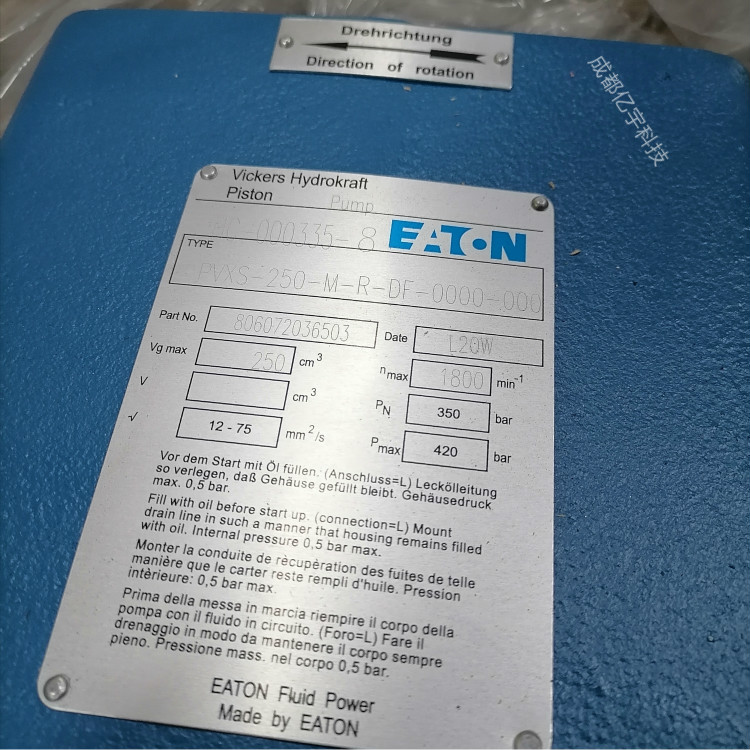 Drehrichtung
Direction of rotation
成都亿宇科技
Vickers Hydrokraft
Piston Pump
000335-8 EATON
TYPE
PVXS-250-M-R-DF-0000-000
Part No. 806072036503 Date L20W
Vg max 250 cm³ nmax 1800 min⁻¹
V cm³ PN 350 bar
√ 12 - 75 mm²/s Pmax 420 bar
Vor dem Start mit Öl füllen. (Anschluss=L) Leckölleitung
so verlegen, daß Gehäuse gefüllt bleibt. Gehäusedruck
max. 0,5 bar.
Fill with oil before start up. (connection=L) Mount
drain line in such a manner that housing remains filled
with oil. Internal pressure 0,5 bar max.
Monter la conduite de rècupèration des fuites de telle
manière que le carter reste rempli d'huile. Pression
intèrieure: 0,5 bar max.
Prima della messa in marcia riempire il corpo della
pompa con il fluido in circuito. (Foro=L) Fare il
drenaggio in modo da mantenere il corpo sempre
pieno. Pressione mass. nel corpo 0,5 bar.
EATON Fluid Power
Made by EATON